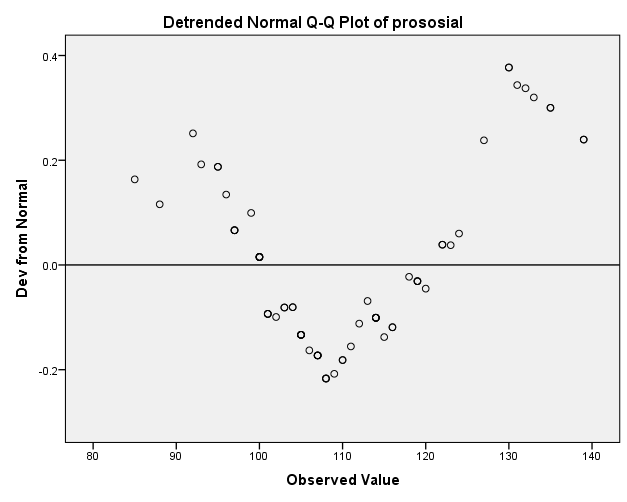 Detrended Normal Q-Q Plot of prososial
0.4
0.2
0.0
-0.2
Dev from Normal
80 90 100 110 120 130 140
Observed Value